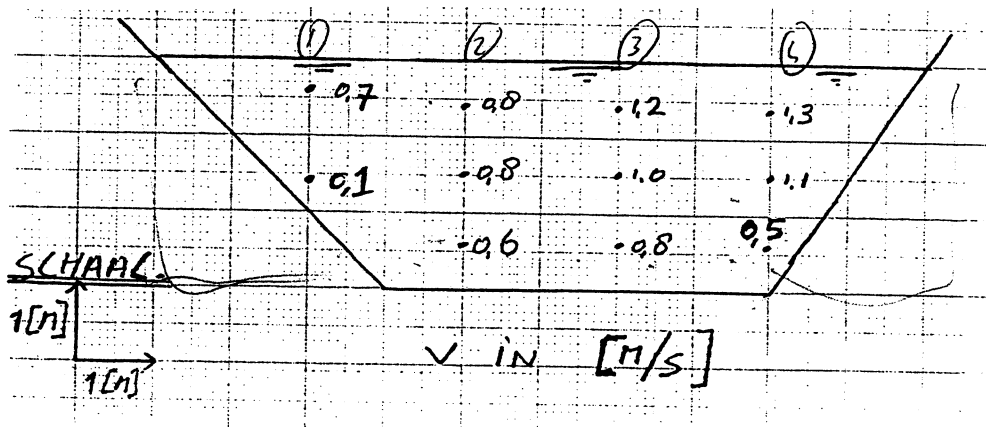 ① ② ③ 4
0,7 0,8 1,2 1,3
0,1 0,8 1,0 1,1
0,6 0,8 0,5
SCHAAL
1[m]
1[m]
V in [m/s]